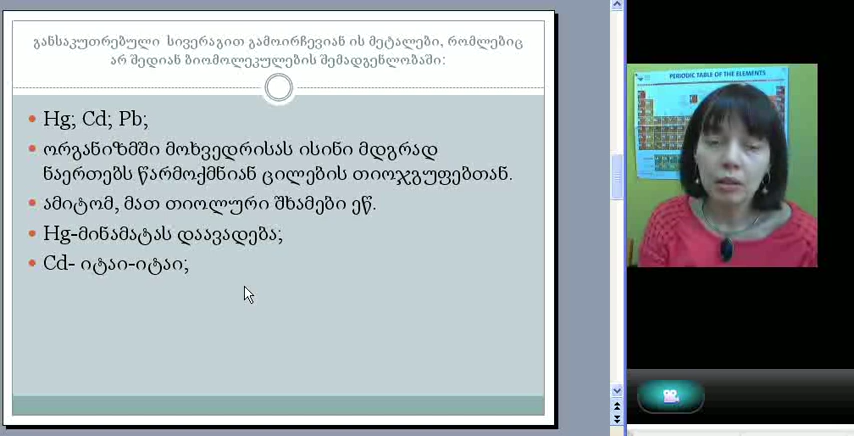 განსაკუთრებული სივერაგით გამოირჩევიან ის მეტალები, რომლებიც
არ შედიან ბიომოლეკულების შემადგენლობაში:
Hg; Cd; Pb;
ორგანიზმში მოხვედრისას ისინი მდგრად
ნაერთებს წარმოქმნიან ცილების თიოჯგუფებთან.
ამიტომ, მათ თიოლური შხამები ეწ.
Hg-მინამატას დაავადება;
Cd- იტაი-იტაი;
PERIODIC TABLE OF THE ELEMENTS